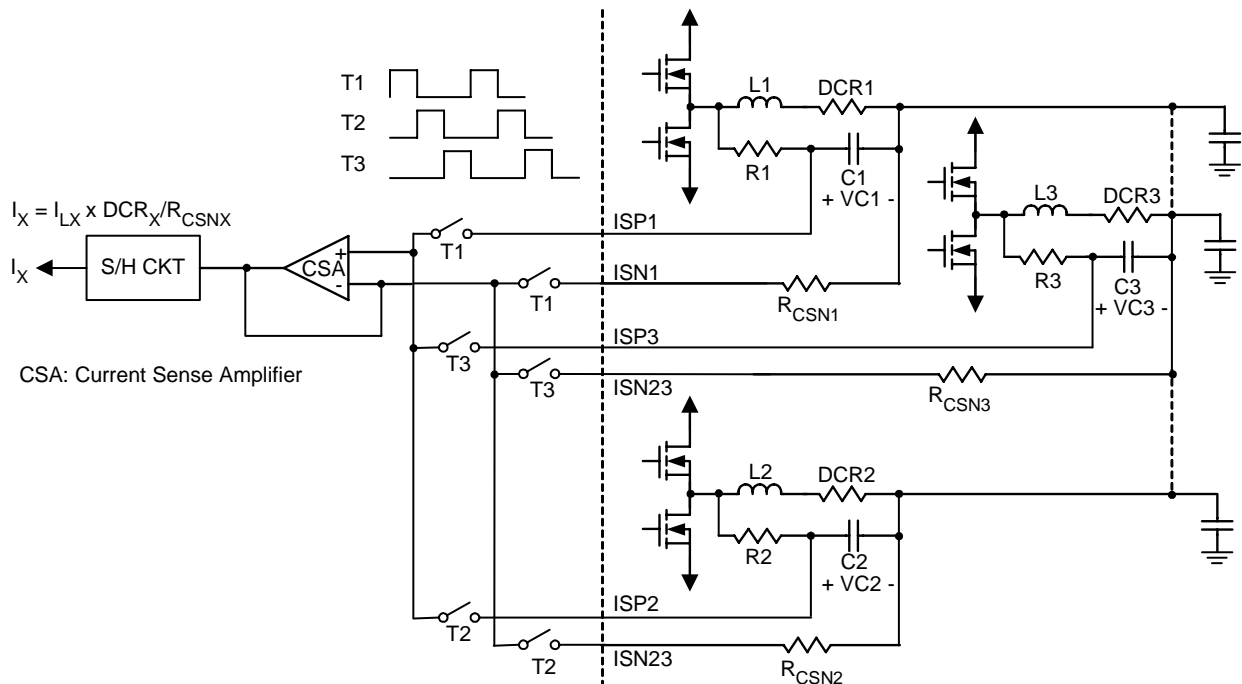 T1
T2
T3
I_X = I_LX x DCR_X/R_CSNX
I_X
S/H CKT
CSA
+
-
CSA: Current Sense Amplifier
T1
T1
T3
T3
T2
T2
ISP1
ISN1
ISP3
ISN23
ISP2
ISN23
L1
DCR1
R1
C1
+ VC1 -
R_CSN1
L3
DCR3
R3
C3
+ VC3 -
R_CSN3
L2
DCR2
R2
C2
+ VC2 -
R_CSN2